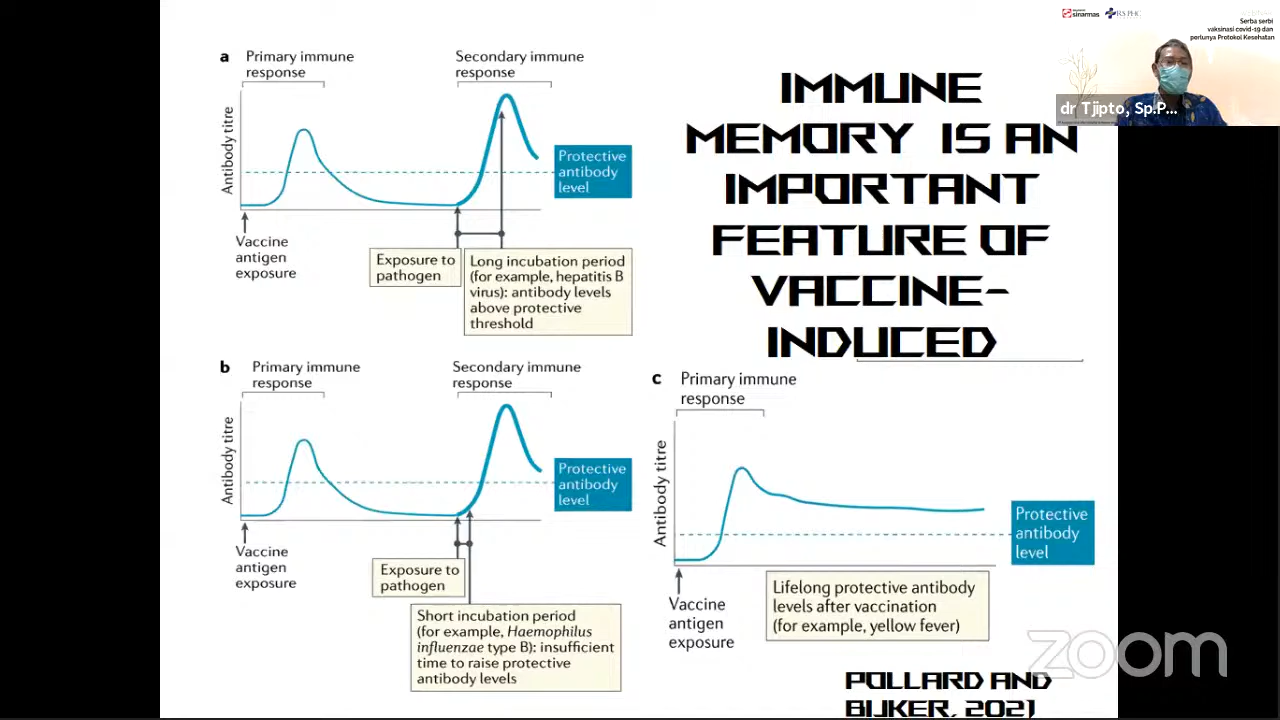 a
Primary immune
response
Secondary immune
response
Antibody titre
Protective
antibody
level
Vaccine
antigen
exposure
Exposure to
pathogen
Long incubation period
(for example, hepatitis B
virus): antibody levels
above protective
threshold
IMMUNE
MEMORY IS AN
IMPORTANT
FEATURE OF
VACCINE-
INDUCED
sinarmas
RS PHC
Serba serbi
vaksinasi covid-19 dan
perlunya Protokol Kesehatan
dr Tjipto, Sp.P...
b
Primary immune
response
Secondary immune
response
Antibody titre
Protective
antibody
level
Vaccine
antigen
exposure
Exposure to
pathogen
Short incubation period
(for example, Haemophilus
influenzae type B): insufficient
time to raise protective
antibody levels
c
Primary immune
response
Antibody titre
Protective
antibody
level
Vaccine
antigen
exposure
Lifelong protective antibody
levels after vaccination
(for example, yellow fever)
POLLARD AND
BIJKER, 2021
zoom